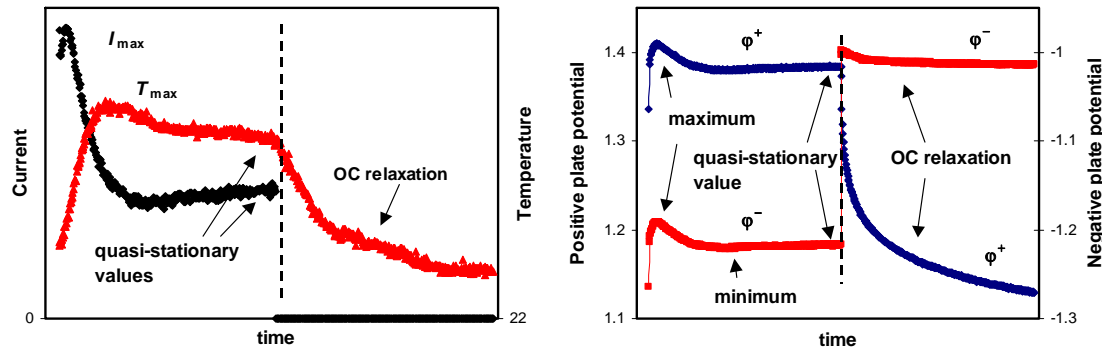 I max
T max
Current
OC relaxation
Temperature
quasi-stationary
values
0
22
time
1.4
1.3
1.2
1.1
Positive plate potential
φ+
φ−
maximum
quasi-stationary
value
OC relaxation
φ−
minimum
φ+
-1
-1.1
-1.2
-1.3
Negative plate potential
time